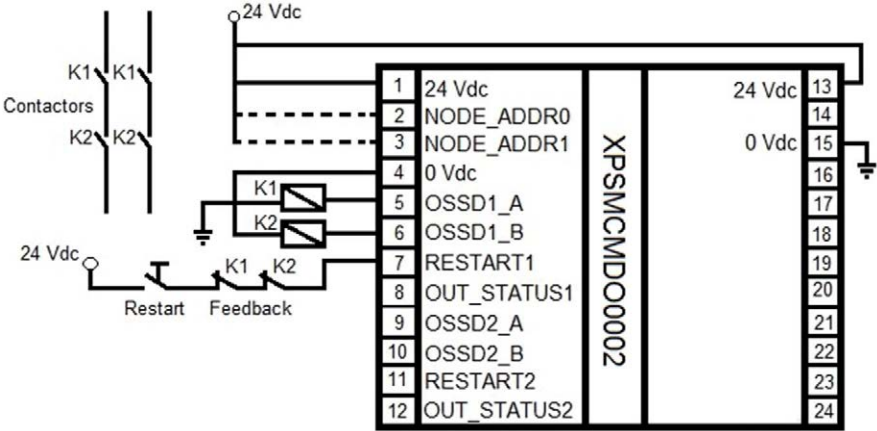 24 Vdc
K1 K1
Contactors
K2 K2
1 24 Vdc
2 NODE_ADDR0
3 NODE_ADDR1
4 0 Vdc
K1
5 OSSD1_A
K2
6 OSSD1_B
24 Vdc
K1 K2
7 RESTART1
Restart Feedback
8 OUT_STATUS1
9 OSSD2_A
10 OSSD2_B
11 RESTART2
12 OUT_STATUS2
XPSMCMDO0002
24 Vdc 13
14
0 Vdc 15
16
17
18
19
20
21
22
23
24